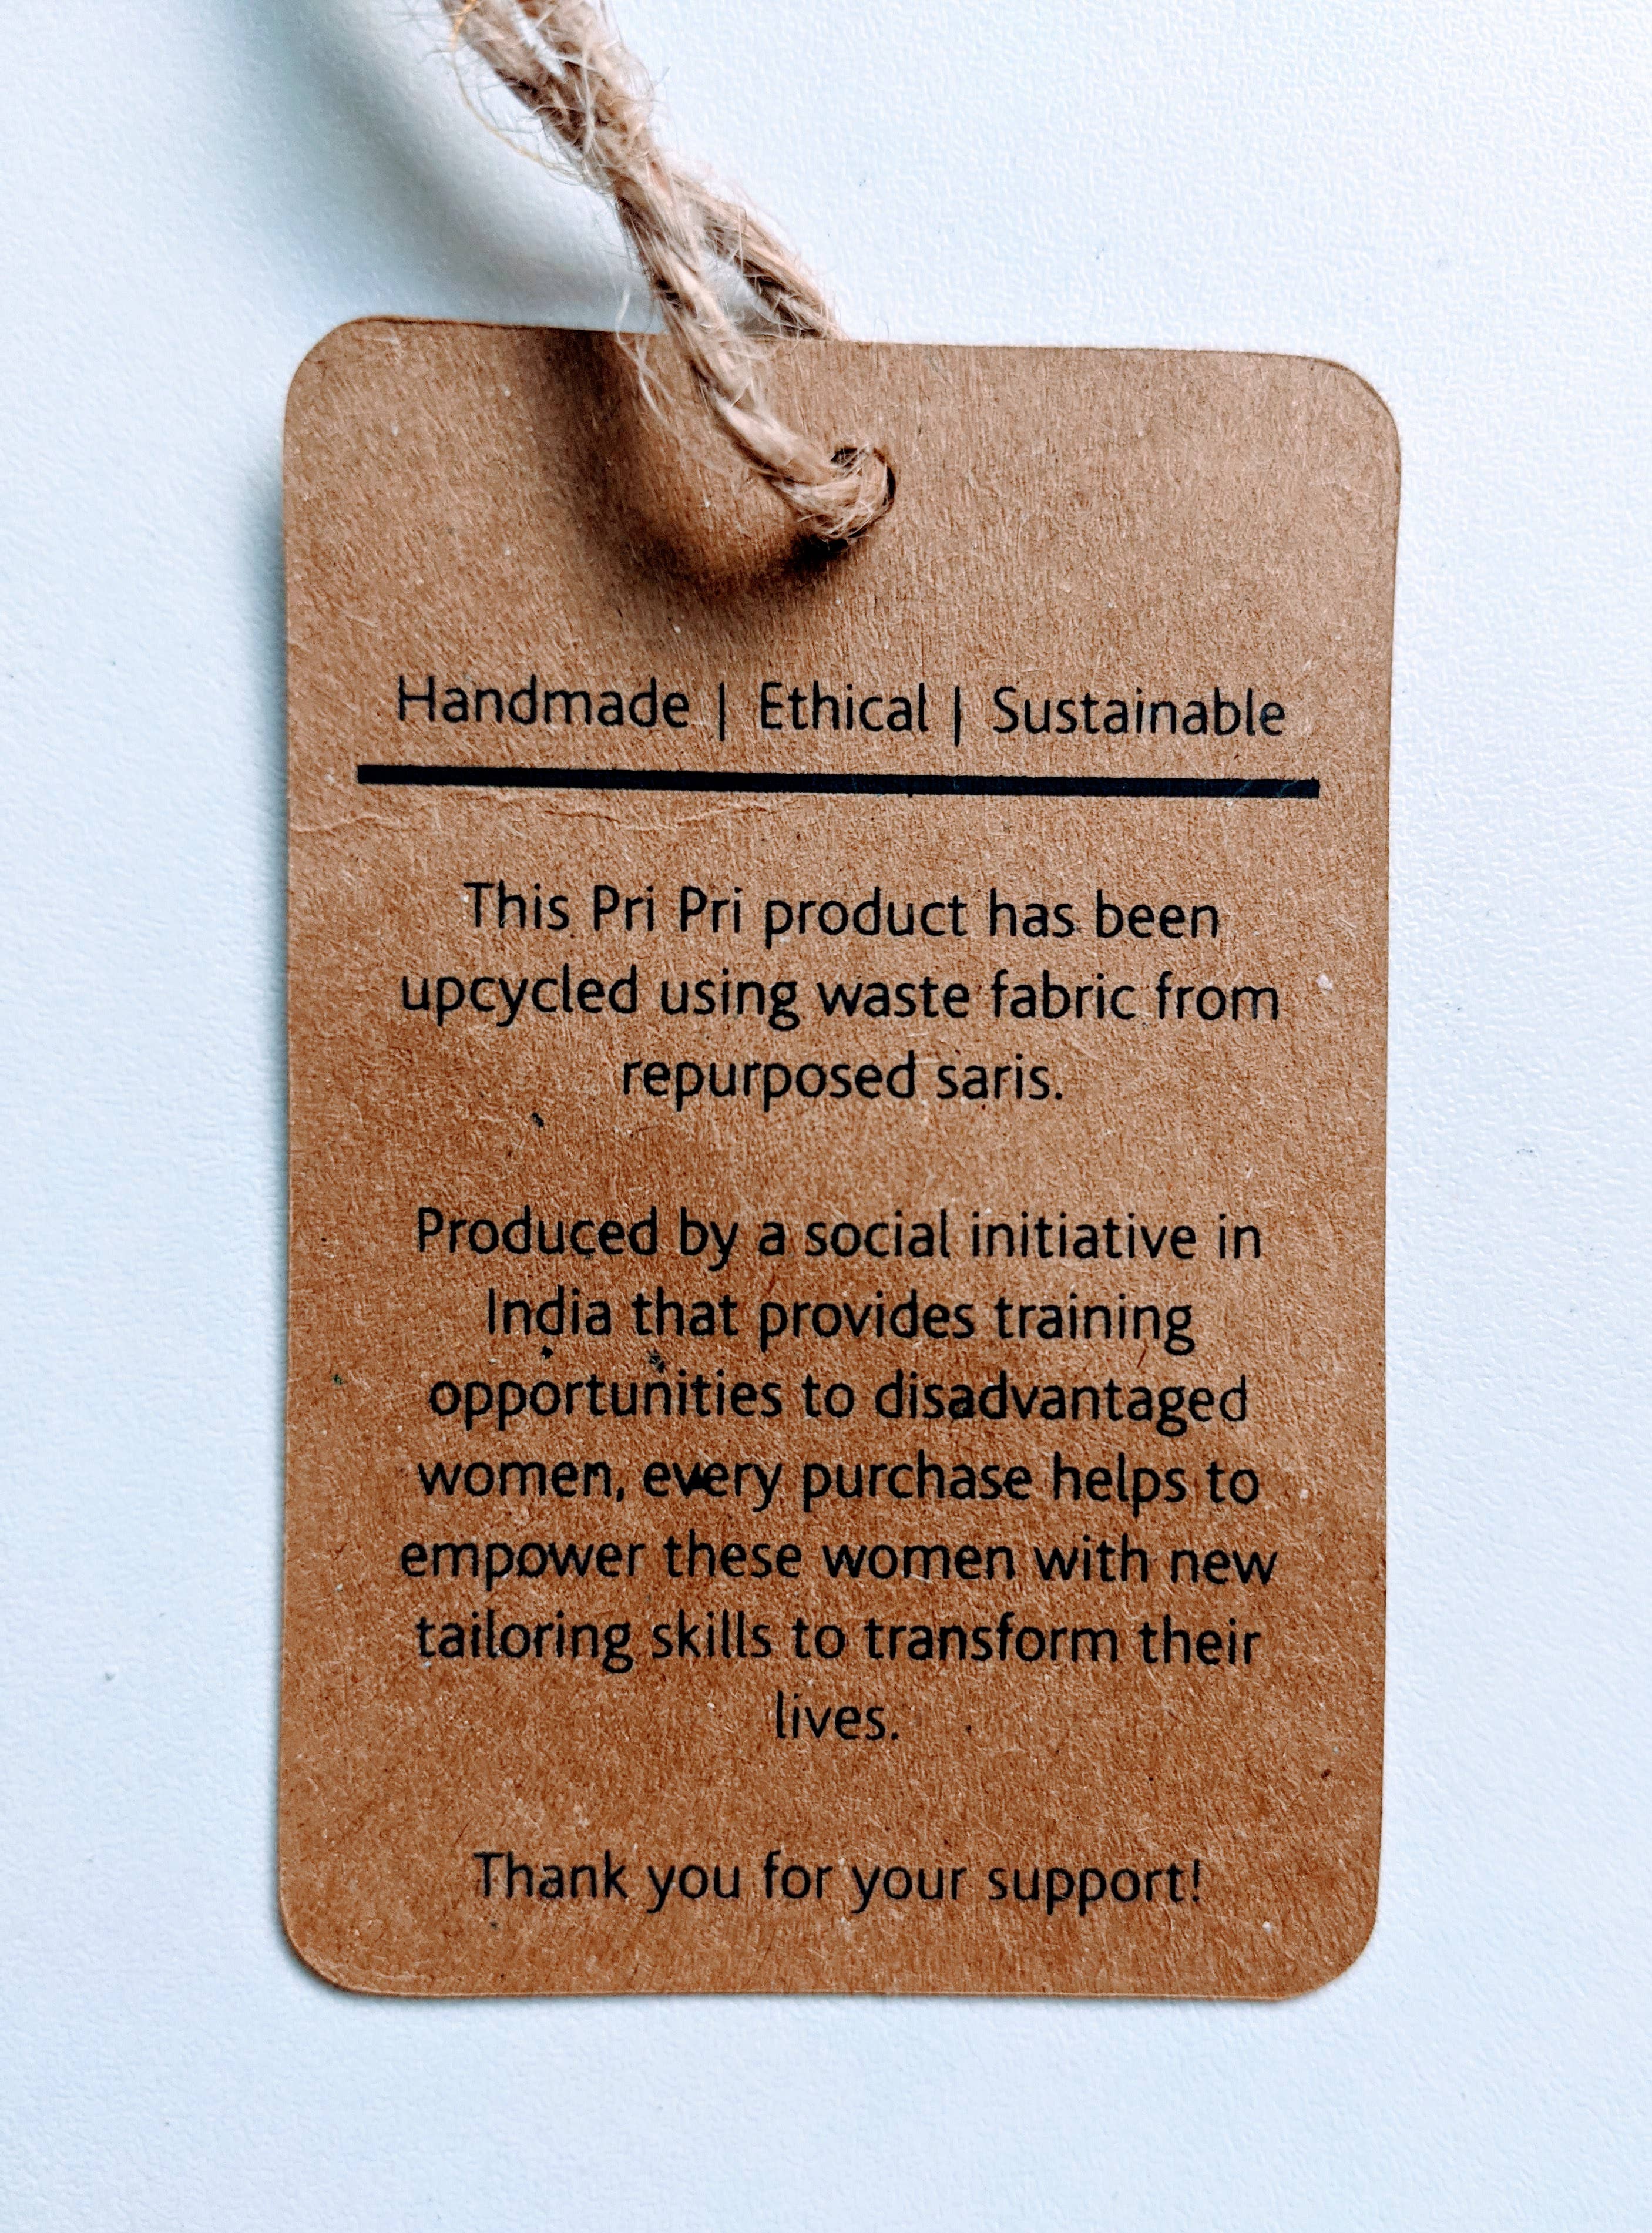 Handmade | Ethical | Sustainable
This Pri Pri product has been
upcycled using waste fabric from
repurposed saris.
Produced by a social initiative in
India that provides training
opportunities to disadvantaged
women, every purchase helps to
empower these women with new
tailoring skills to transform their
lives.
Thank you for your support!